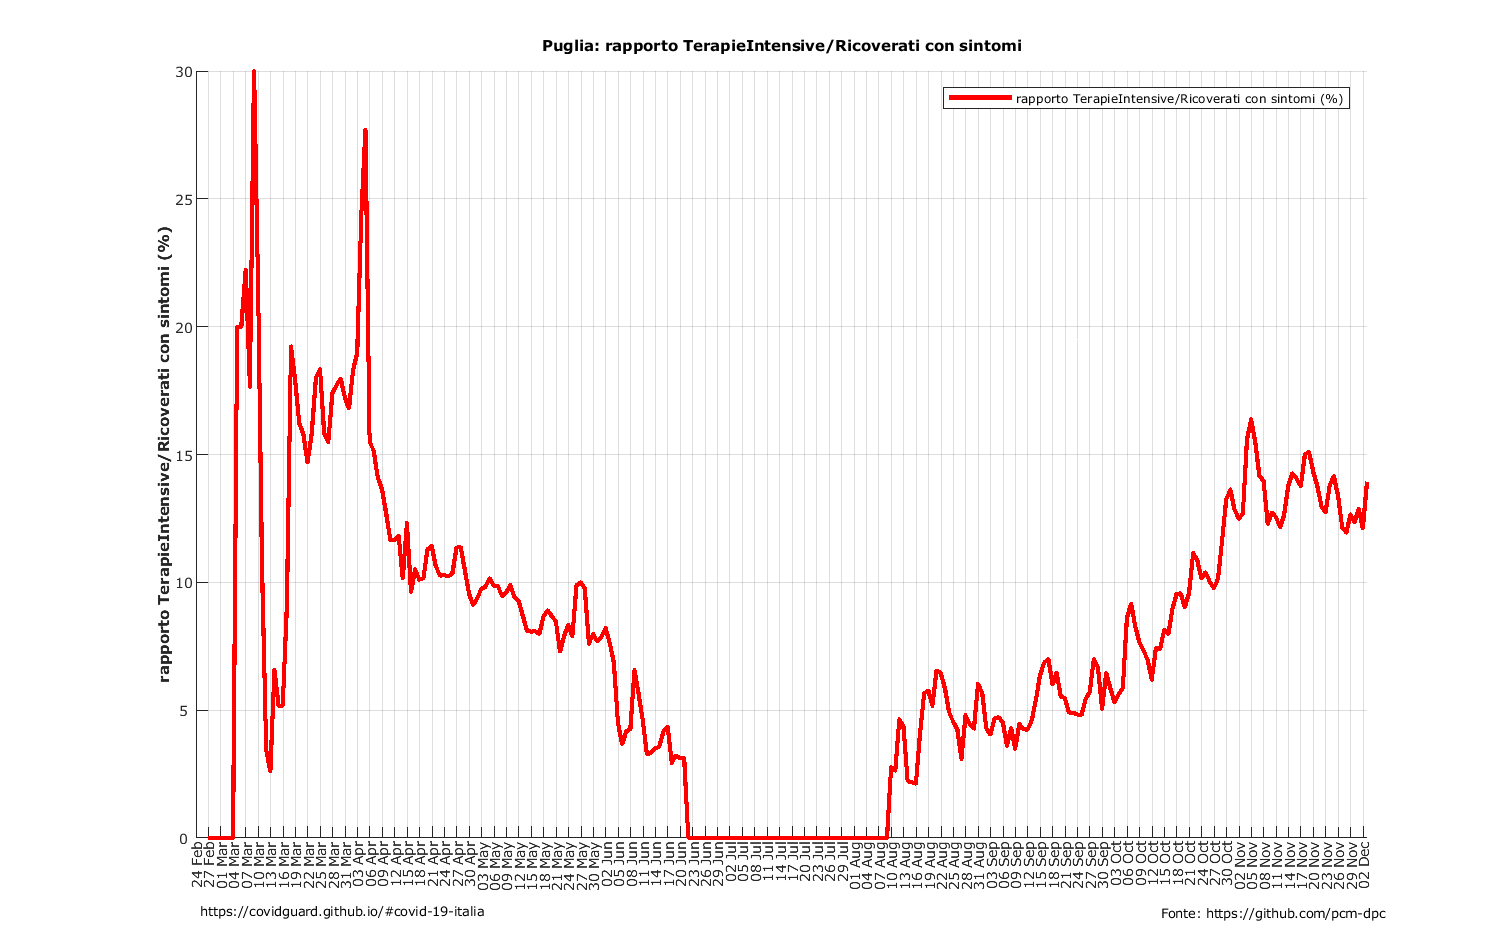 Puglia: rapporto TerapieIntensive/Ricoverati con sintomi
rapporto TerapieIntensive/Ricoverati con sintomi (%)
rapporto TerapieIntensive/Ricoverati con sintomi (%)
30
25
20
15
10
5
0
24 Feb
27 Feb
01 Mar
04 Mar
07 Mar
10 Mar
13 Mar
16 Mar
19 Mar
22 Mar
25 Mar
28 Mar
31 Mar
03 Apr
06 Apr
09 Apr
12 Apr
15 Apr
18 Apr
21 Apr
24 Apr
27 Apr
30 Apr
03 May
06 May
09 May
12 May
15 May
18 May
21 May
24 May
27 May
30 May
02 Jun
05 Jun
08 Jun
11 Jun
14 Jun
17 Jun
20 Jun
23 Jun
26 Jun
29 Jun
02 Jul
05 Jul
08 Jul
11 Jul
14 Jul
17 Jul
20 Jul
23 Jul
26 Jul
29 Jul
01 Aug
04 Aug
07 Aug
10 Aug
13 Aug
16 Aug
19 Aug
22 Aug
25 Aug
28 Aug
31 Aug
03 Sep
06 Sep
09 Sep
12 Sep
15 Sep
18 Sep
21 Sep
24 Sep
27 Sep
30 Sep
03 Oct
06 Oct
09 Oct
12 Oct
15 Oct
18 Oct
21 Oct
24 Oct
27 Oct
30 Oct
02 Nov
05 Nov
08 Nov
11 Nov
14 Nov
17 Nov
20 Nov
23 Nov
26 Nov
29 Nov
02 Dec
https://covidguard.github.io/#covid-19-italia
Fonte: https://github.com/pcm-dpc